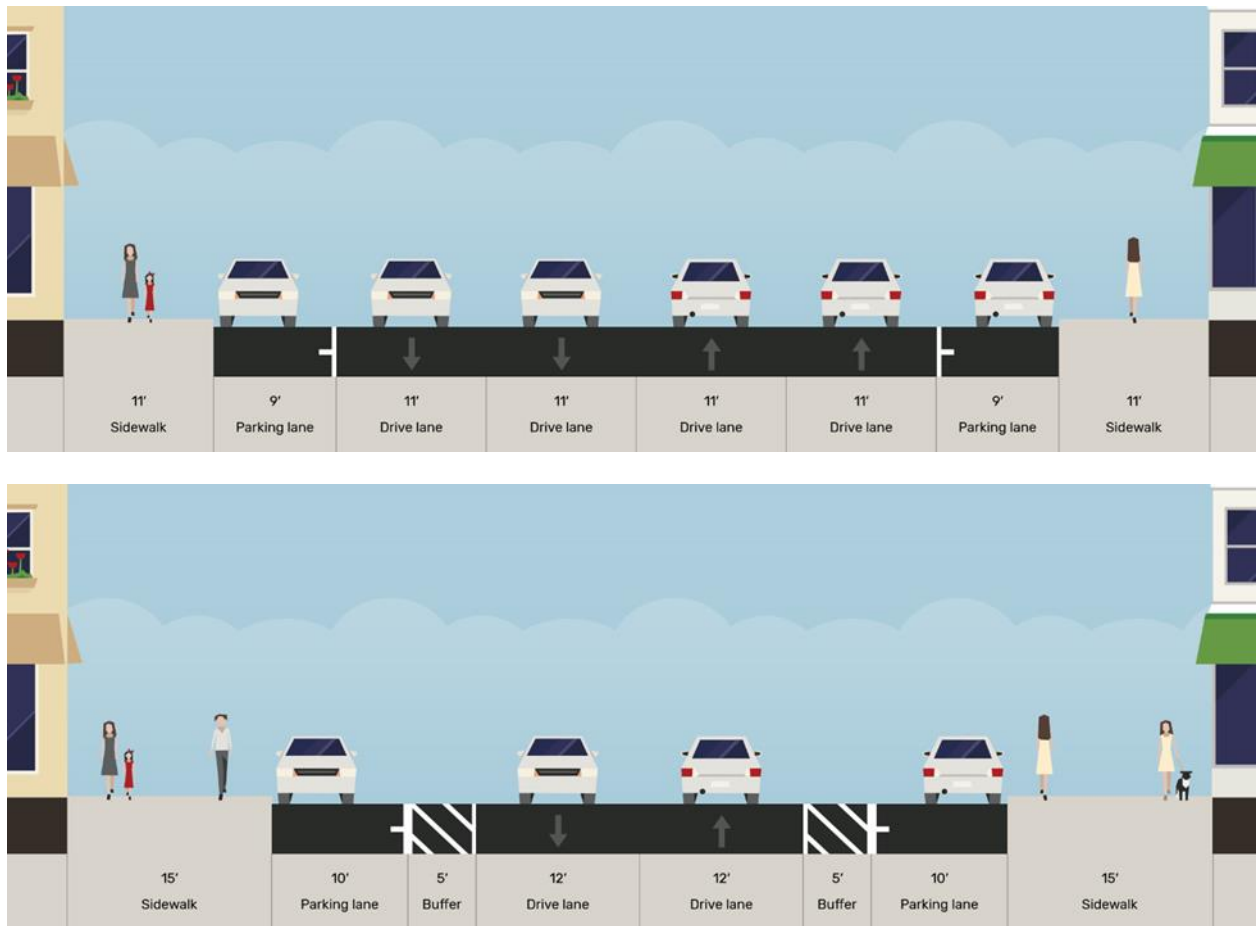 11' 9' 11' 11' 11' 11' 9' 11'
Sidewalk Parking lane Drive lane Drive lane Drive lane Drive lane Parking lane Sidewalk
15' 10' 5' 12' 12' 5' 10' 15'
Sidewalk Parking lane Buffer Drive lane Drive lane Buffer Parking lane Sidewalk